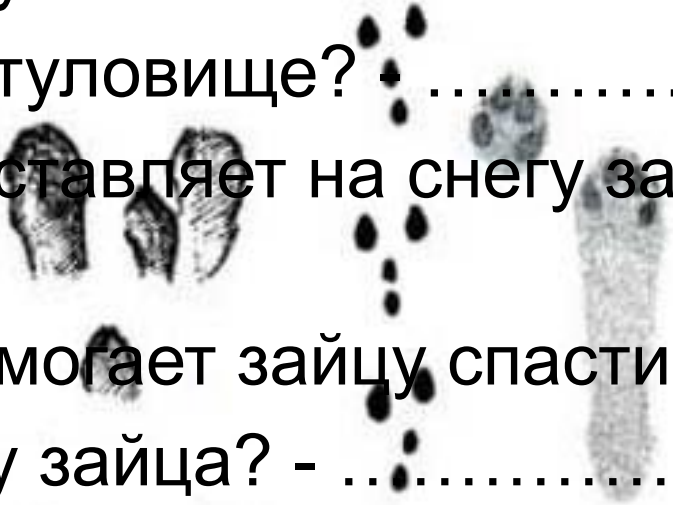 туловище? - ...........
ставляет на снегу за
могает зайцу спасти
у зайца? - ..............